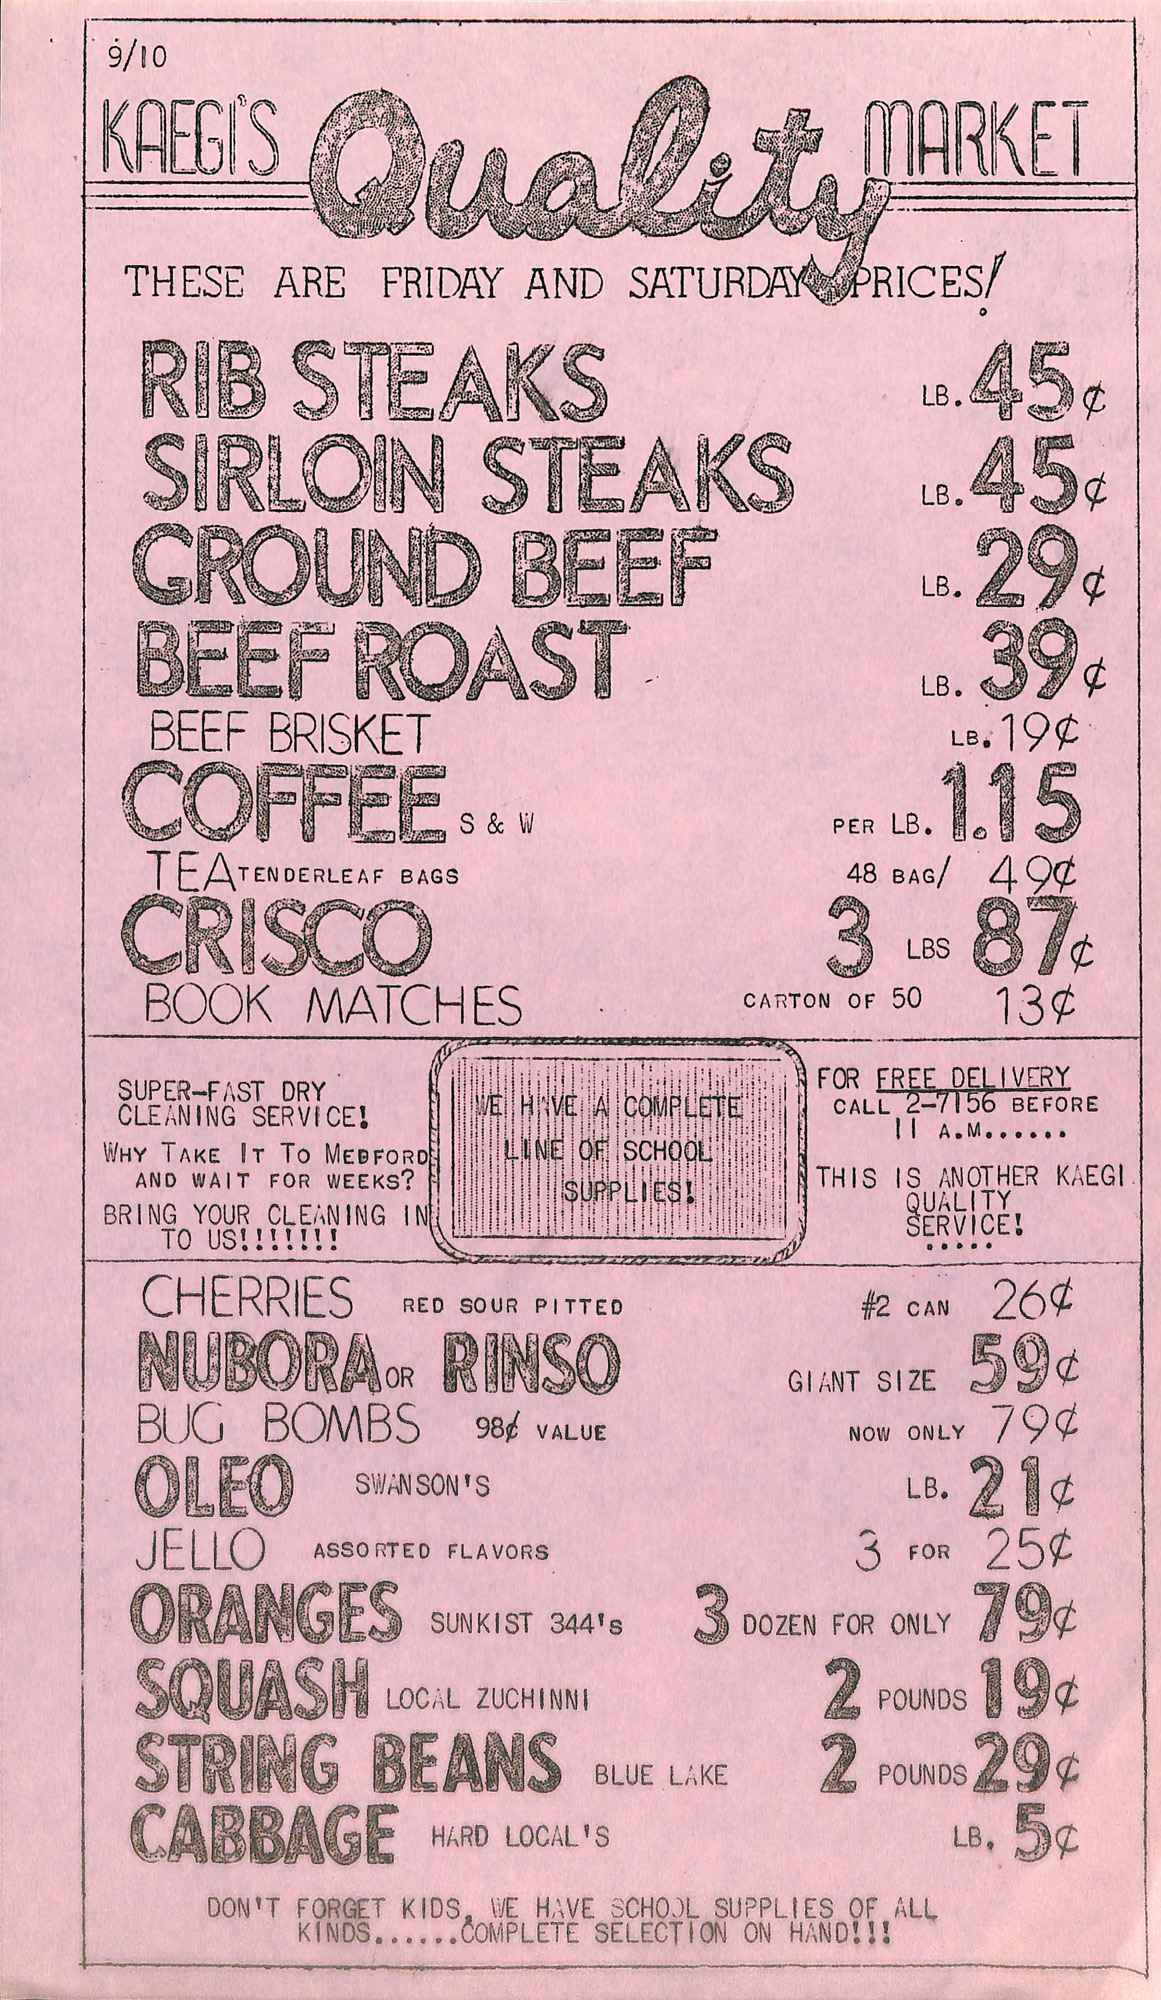 9/10
KAEGI'S Quality MARKET
THESE ARE FRIDAY AND SATURDAY PRICES!
RIB STEAKS LB. 45¢
SIRLOIN STEAKS LB. 45¢
GROUND BEEF LB. 29¢
BEEF ROAST LB. 39¢
BEEF BRISKET LB. 19¢
COFFEE S & W PER LB. 1.15
TEA TENDERLEAF BAGS 48 BAG/ 49¢
CRISCO 3 LBS 87¢
BOOK MATCHES CARTON OF 50 13¢
SUPER-FAST DRY
CLEANING SERVICE!
WHY TAKE IT TO MEDFORD
AND WAIT FOR WEEKS?
BRING YOUR CLEANING IN
TO US!!!!!!!
WE HAVE A COMPLETE
LINE OF SCHOOL
SUPPLIES!
FOR FREE DELIVERY
CALL 2-7156 BEFORE
11 A.M......
THIS IS ANOTHER KAEGI
QUALITY
SERVICE!
.....
CHERRIES RED SOUR PITTED #2 CAN 26¢
NUBORA OR RINSO GIANT SIZE 59¢
BUG BOMBS 98¢ VALUE NOW ONLY 79¢
OLEO SWANSON'S LB. 21¢
JELLO ASSORTED FLAVORS 3 FOR 25¢
ORANGES SUNKIST 344's 3 DOZEN FOR ONLY 79¢
SQUASH LOCAL ZUCHINNI 2 POUNDS 19¢
STRING BEANS BLUE LAKE 2 POUNDS 29¢
CABBAGE HARD LOCAL'S LB. 5¢
DON'T FORGET KIDS, WE HAVE SCHOOL SUPPLIES OF ALL
KINDS......COMPLETE SELECTION ON HAND!!!